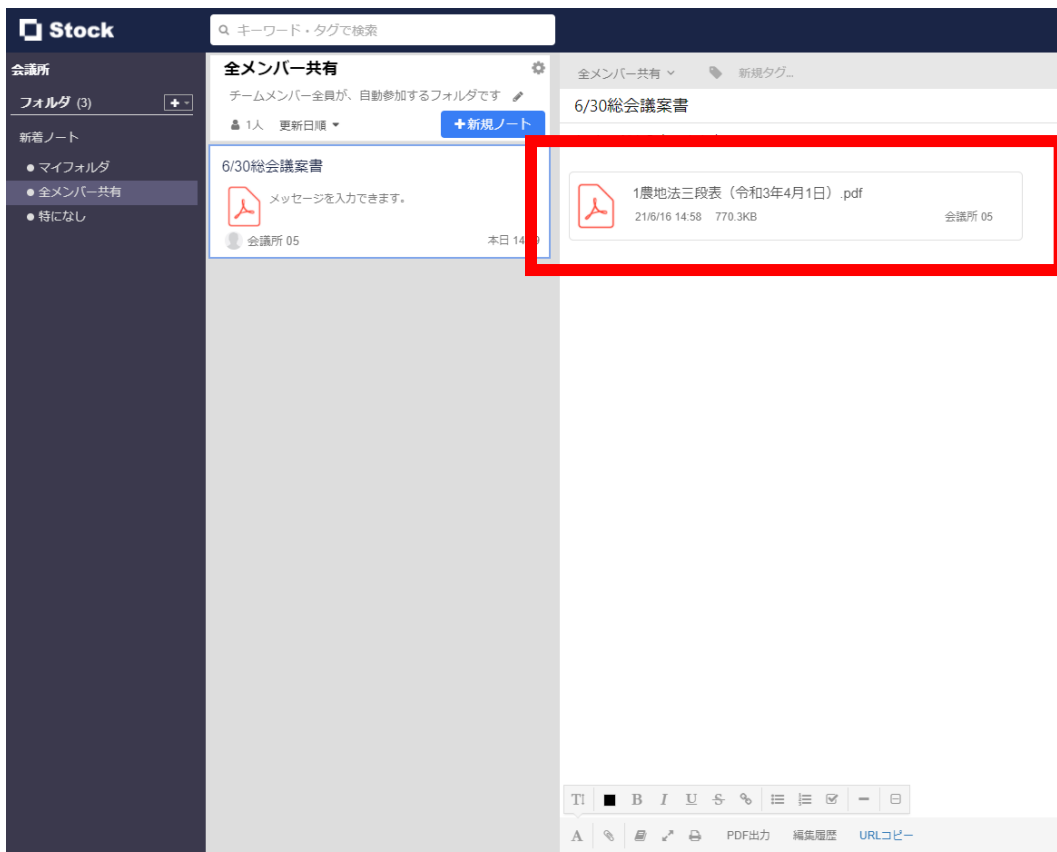 Stock
キーワード・タグで検索
会議所
フォルダ (3)
新着ノート
マイフォルダ
全メンバー共有
特になし
全メンバー共有
チームメンバー全員が、自動参加するフォルダです
1人 更新日順
+新規ノート
6/30総会議案書
メッセージを入力できます。
会議所 05
本日
全メンバー共有
新規タグ...
6/30総会議案書
1農地法三段表（令和3年4月1日）.pdf
21/6/16 14:58 770.3KB
会議所 05
TI B I U S
A PDF出力 編集履歴 URLコピー